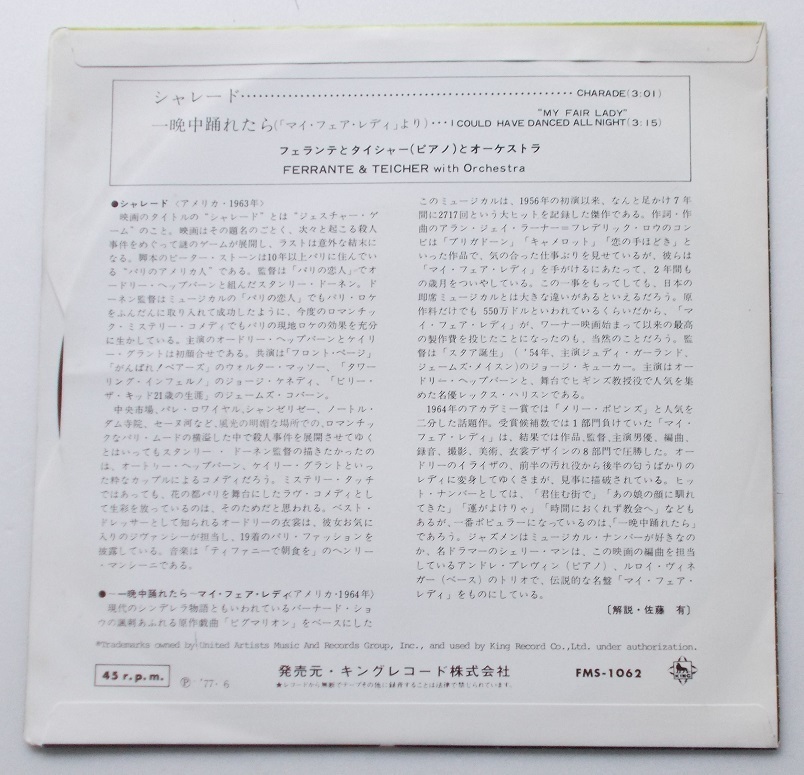 シャレード…………………………………………… CHARADE(3:01)
"MY FAIR LADY"
一晩中踊れたら(「マイ・フェア・レディ」より)…I COULD HAVE DANCED ALL NIGHT(3:15)
フェランテとタイシャー(ピアノ)とオーケストラ
FERRANTE & TEICHER with Orchestra
●シャレード〈アメリカ・1963年〉
映画のタイトルの“シャレード”とは“ジェスチャー・ゲ
ーム”のこと。映画はその題名のごとく、次々と起こる殺人
事件をめぐって謎のゲームが展開し、ラストは意外な結末に
なる。脚本のピーター・ストーンは10年以上パリに住んでい
る“パリのアメリカ人”である。監督は「パリの恋人」でオ
ードリー・ヘップバーンと組んだスタンリー・ドーネン。ド
ーネン監督はミュージカルの「パリの恋人」でもパリ・ロケ
をふんだんに取り入れて成功したように、今度のロマンチッ
ク・ミステリー・コメディでもパリの現地ロケの効果を充分
に生かしている。主演のオードリー・ヘップバーンとケイリ
ー・グラントは初顔合せである。共演は「フロント・ページ」
「がんばれ!ベアーズ」のウォルター・マッソー、「タワー
リング・インフェルノ」のジョージ・ケネディ、「ビリー・
ザ・キッド21歳の生涯」のジェームズ・コバーン。
中央市場、パレ・ロワイヤル、シャンゼリゼー、ノートル・
ダム寺院、セーヌ河など、風光の明媚な場所での、ロマンチ
ックなパリ・ムードの横溢した中で殺人事件を展開させてゆく
とはいってもスタンリー・ドーネン監督の描きたかったの
は、オートリー・ヘップバーン、ケイリー・グラントといっ
た粋なカップルによるコメディだろう。ミステリー・タッチ
ではあっても、花の都パリを舞台にしたラヴ・コメディとし
て生彩を放っているのは、そのためだと思われる。ベスト・
ドレッサーとして知られるオードリーの衣裳は、彼女お気に
入りのジヴァンシーが担当し、19着のパリ・ファッションを
披露している。音楽は「ティファニーで朝食を」のヘンリー
・マンシーニである。
●一晩中踊れたら―マイ・フェア・レディ〈アメリカ・1964年〉
現代のシンデレラ物語ともいわれているバーナード・ショ
ウの諷刺あふれる原作戯曲「ピグマリオン」をベースにした
このミュージカルは、1956年の初演以来、なんと足かけ7年
間に2717回という大ヒットを記録した傑作である。作詞・作
曲のアラン・ジェイ・ラーナー=フレデリック・ロウのコン
ビは「ブリガドーン」「キャメロット」「恋の手ほどき」と
いった作品で、気の合った仕事ぶりを見せているが、彼らは
「マイ・フェア・レディ」を手がけるにあたって、2年間も
の歳月をついやしている。この一事をもってしても、日本の
即席ミュージカルとは大きな違いがあるといえるだろう。原
作料だけでも550万ドルといわれているくらいだから、「マ
イ・フェア・レディ」が、ワーナー映画始まって以来の最高
の製作費を投じたことになったのも、当然のことだろう。監
督は「スタア誕生」('54年、主演ジュディ・ガーランド、
ジェームズ・メイスン)のジョージ・キューカー。主演はオー
ドリー・ヘップバーンと、舞台でヒギンズ教授役で人気を集
めた名優レックス・ハリスンである。
1964年のアカデミー賞では「メリー・ポピンズ」と人気を
二分した話題作。受賞候補数では1部門負けていた「マイ・
フェア・レディ」は、結果では作品、監督、主演男優、編曲、
録音、撮影、美術、衣裳デザインの8部門で圧勝した。オー
ドリーのイライザの、前半の汚れ役から後半の匂うばかりの
レディに変身してゆくさまが、見事に描破されている。ヒッ
ト・ナンバーとしては、「君住む街で」「あの娘の顔に馴れ
てきた」「運がよけりゃ」「時間におくれず教会へ」なども
あるが、一番ポピュラーになっているのは、「一晩中踊れたら」
であろう。ジャズメンはミュージカル・ナンバーが好きなの
か、名ドラマーのシェリー・マンは、この映画の編曲を担当
しているアンドレ・プレヴィン(ピアノ)、ルロイ・ヴィネ
ガー(ベース)のトリオで、伝説的な名盤「マイ・フェア・
レディ」をものにしている。
〔解説・佐藤 有〕
*Trademarks owned by United Artists Music And Records Group, Inc., and used by King Record Co.,Ltd. under authorization.
45 r.p.m.
Ⓟ '77・6
発売元・キングレコード株式会社
●レコードから無断でテープその他に録音することは法律で禁じられています。
FMS-1062
KING